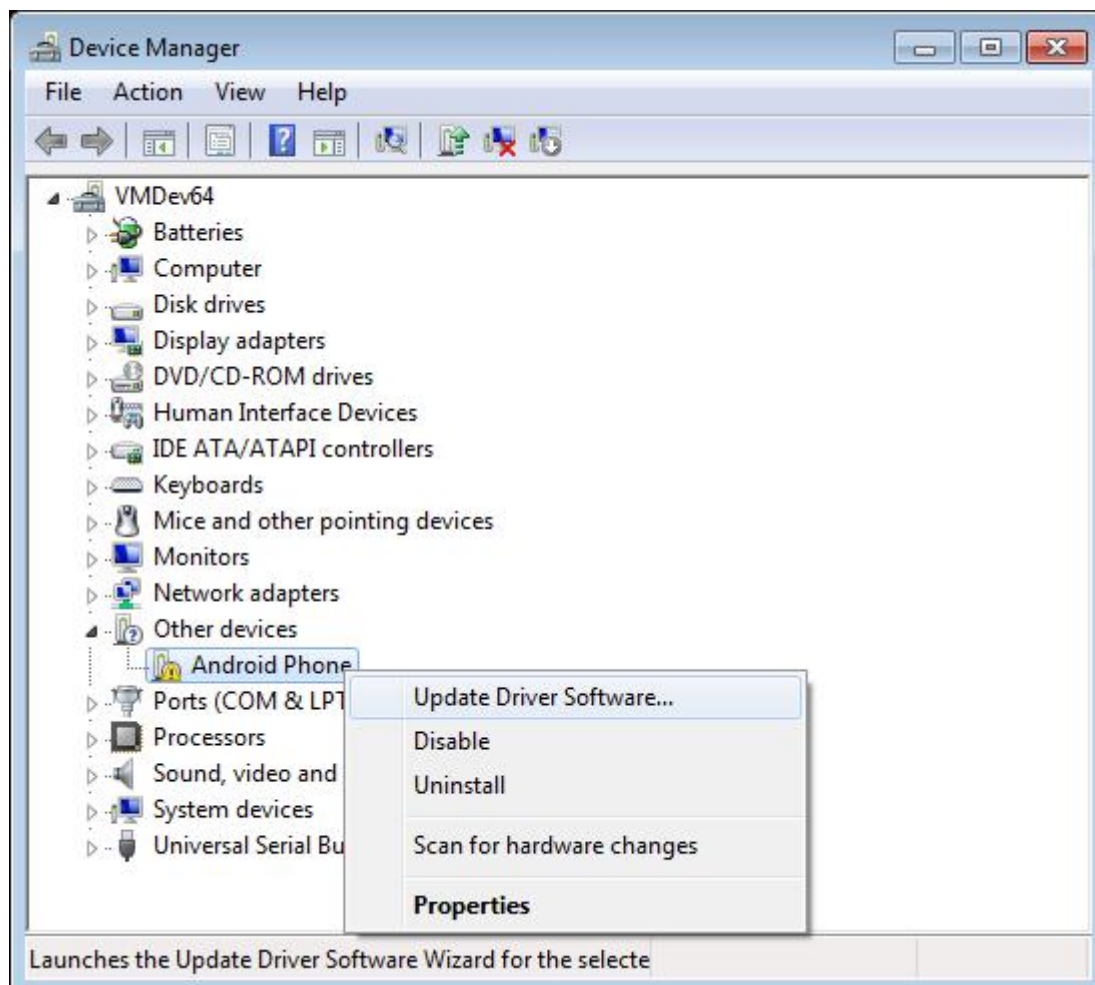 Device Manager
File Action View Help
VMDev64
Batteries
Computer
Disk drives
Display adapters
DVD/CD-ROM drives
Human Interface Devices
IDE ATA/ATAPI controllers
Keyboards
Mice and other pointing devices
Monitors
Network adapters
Other devices
Android Phone
Update Driver Software...
Ports (COM & LPT
Disable
Processors
Uninstall
Sound, video and
System devices
Scan for hardware changes
Universal Serial Bu
Properties
Launches the Update Driver Software Wizard for the selecte